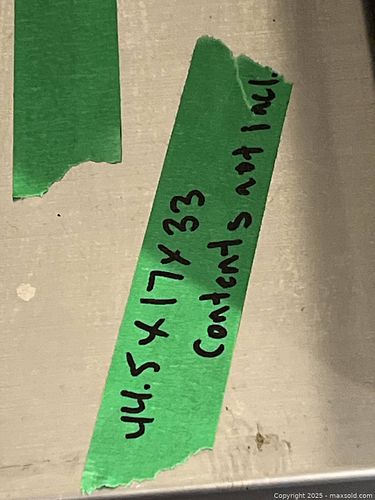 44.5 x 17 x 33
Contents not incl.
Copyright 2025 - maxsold.com